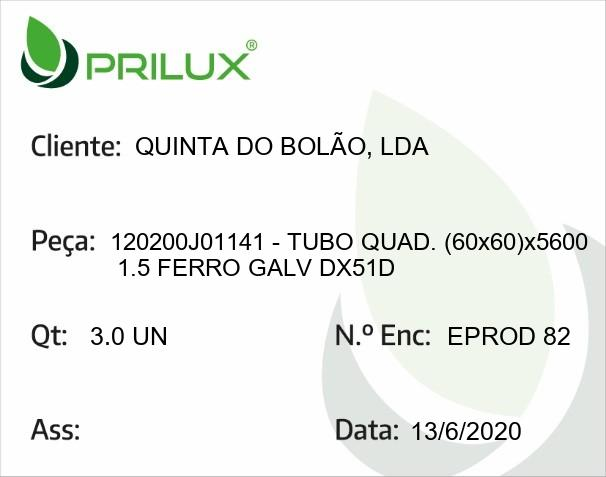 PRILUX®
Cliente: QUINTA DO BOLÃO, LDA
Peça: 120200J01141 - TUBO QUAD. (60x60)x5600
1.5 FERRO GALV DX51D
Qt: 3.0 UN N.º Enc: EPROD 82
Ass: Data: 13/6/2020